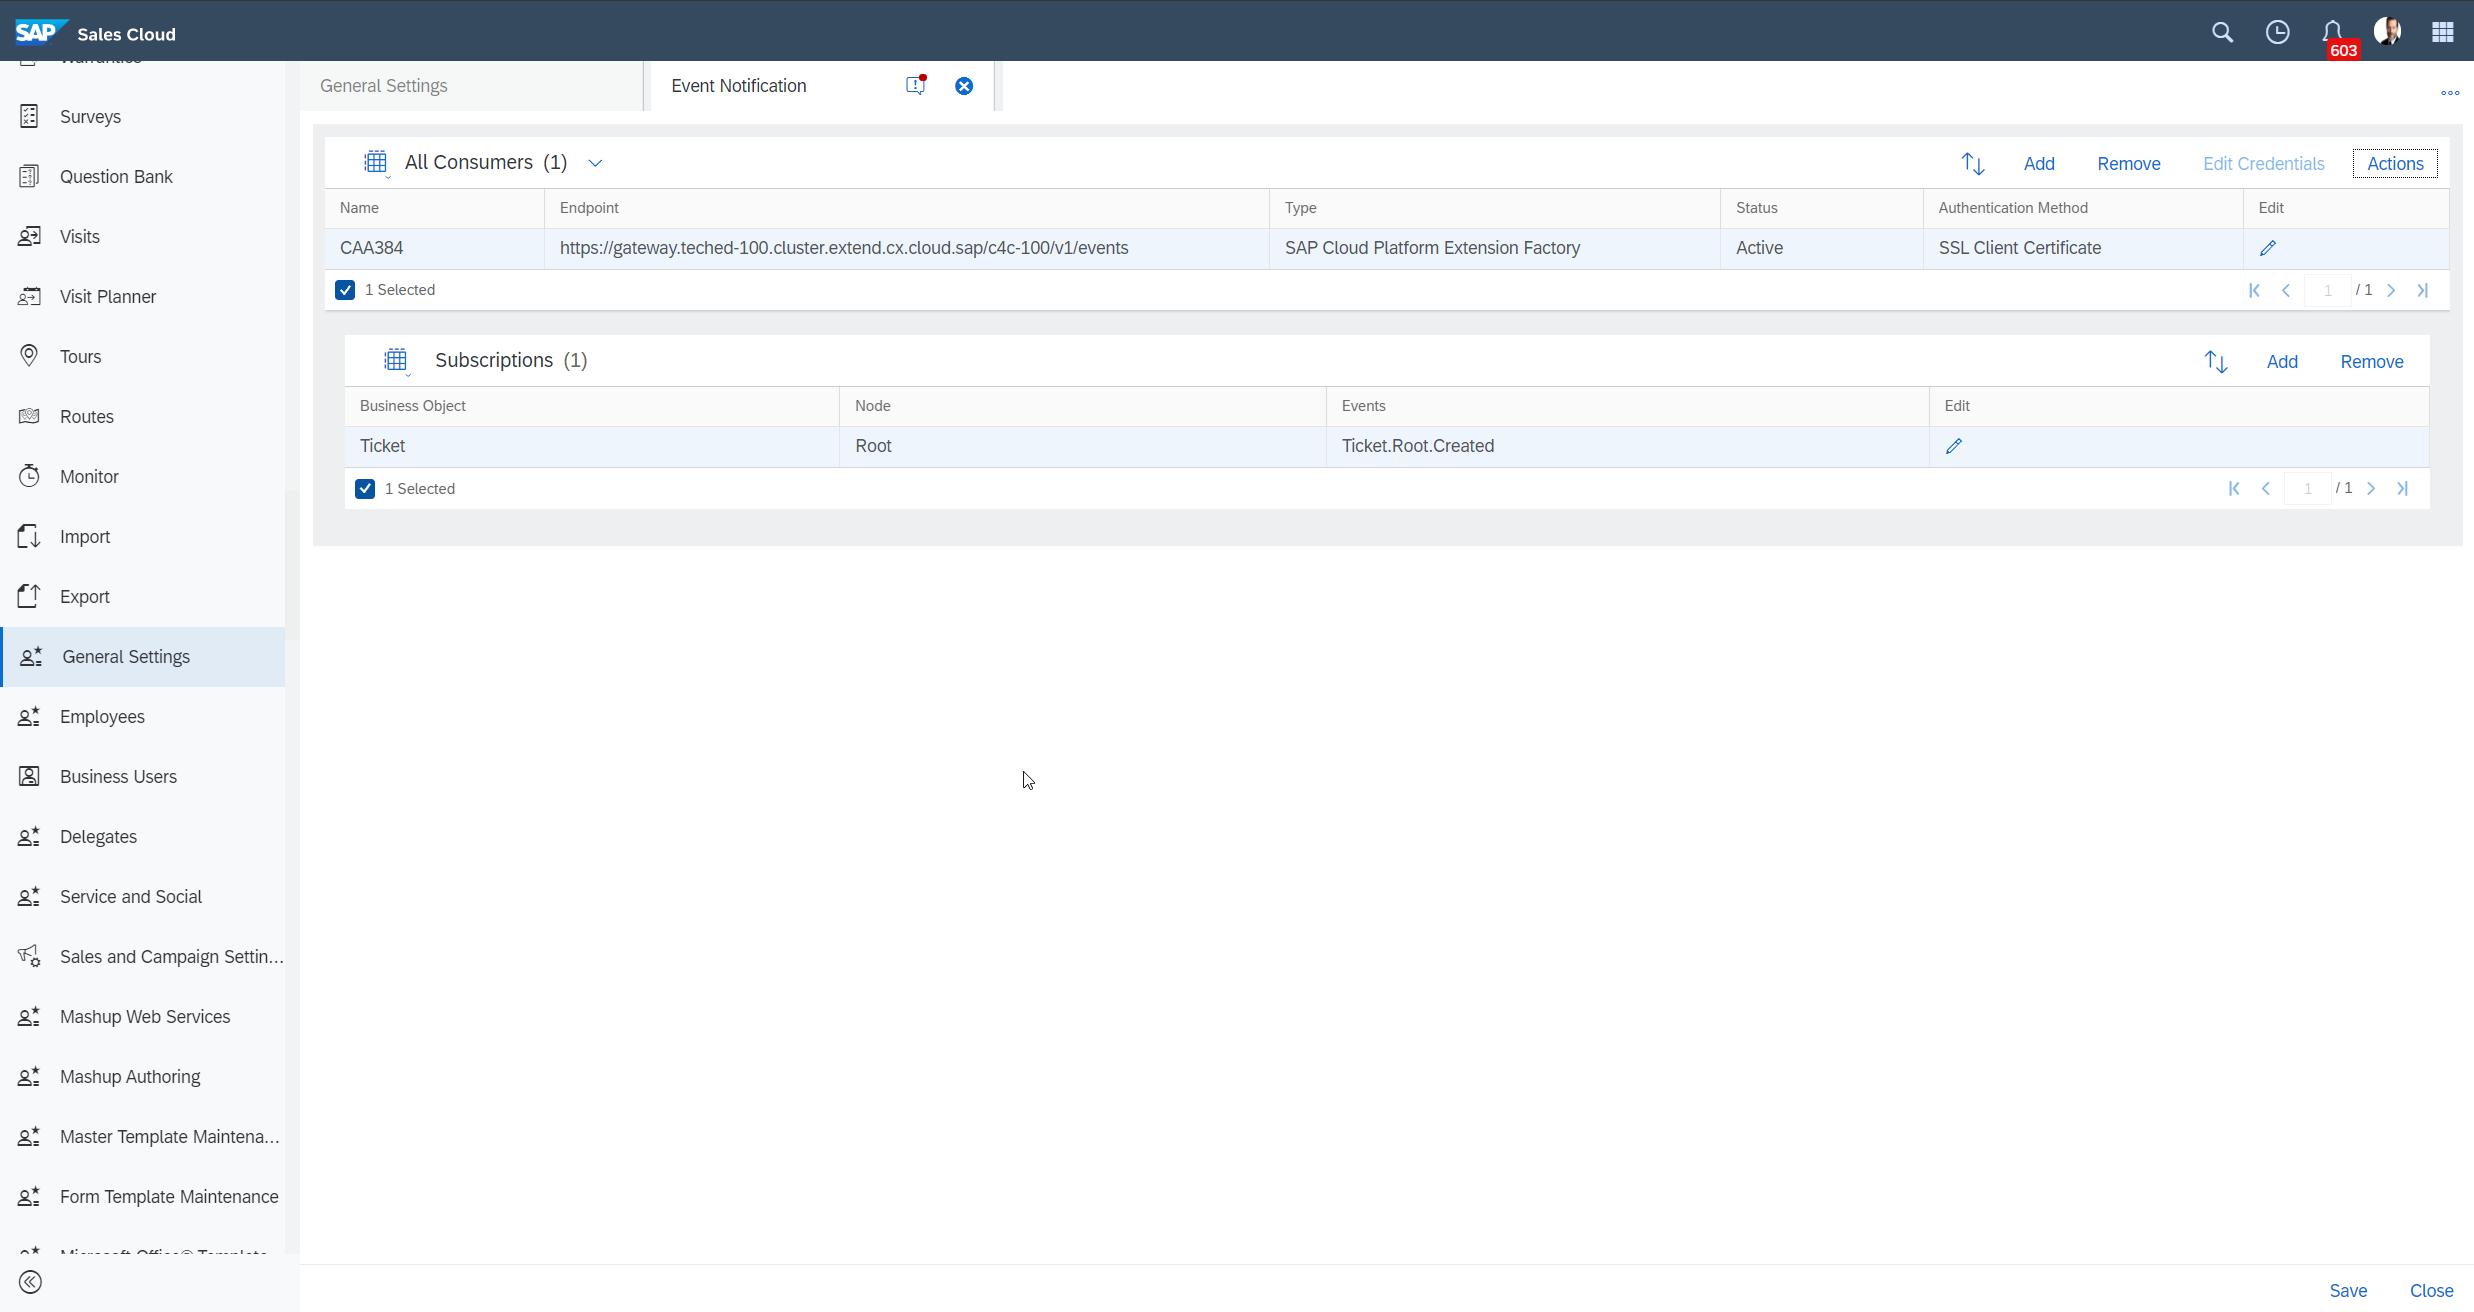 SAP Sales Cloud
603
Surveys
Question Bank
Visits
Visit Planner
Tours
Routes
Monitor
Import
Export
General Settings
Employees
Business Users
Delegates
Service and Social
Sales and Campaign Settin...
Mashup Web Services
Mashup Authoring
Master Template Maintena...
Form Template Maintenance
General Settings
Event Notification
All Consumers (1)
Add Remove Edit Credentials Actions
Name Endpoint Type Status Authentication Method Edit
CAA384 https://gateway.teched-100.cluster.extend.cx.cloud.sap/c4c-100/v1/events SAP Cloud Platform Extension Factory Active SSL Client Certificate
1 Selected 1 / 1
Subscriptions (1)
Add Remove
Business Object Node Events Edit
Ticket Root Ticket.Root.Created
1 Selected 1 / 1
Save Close